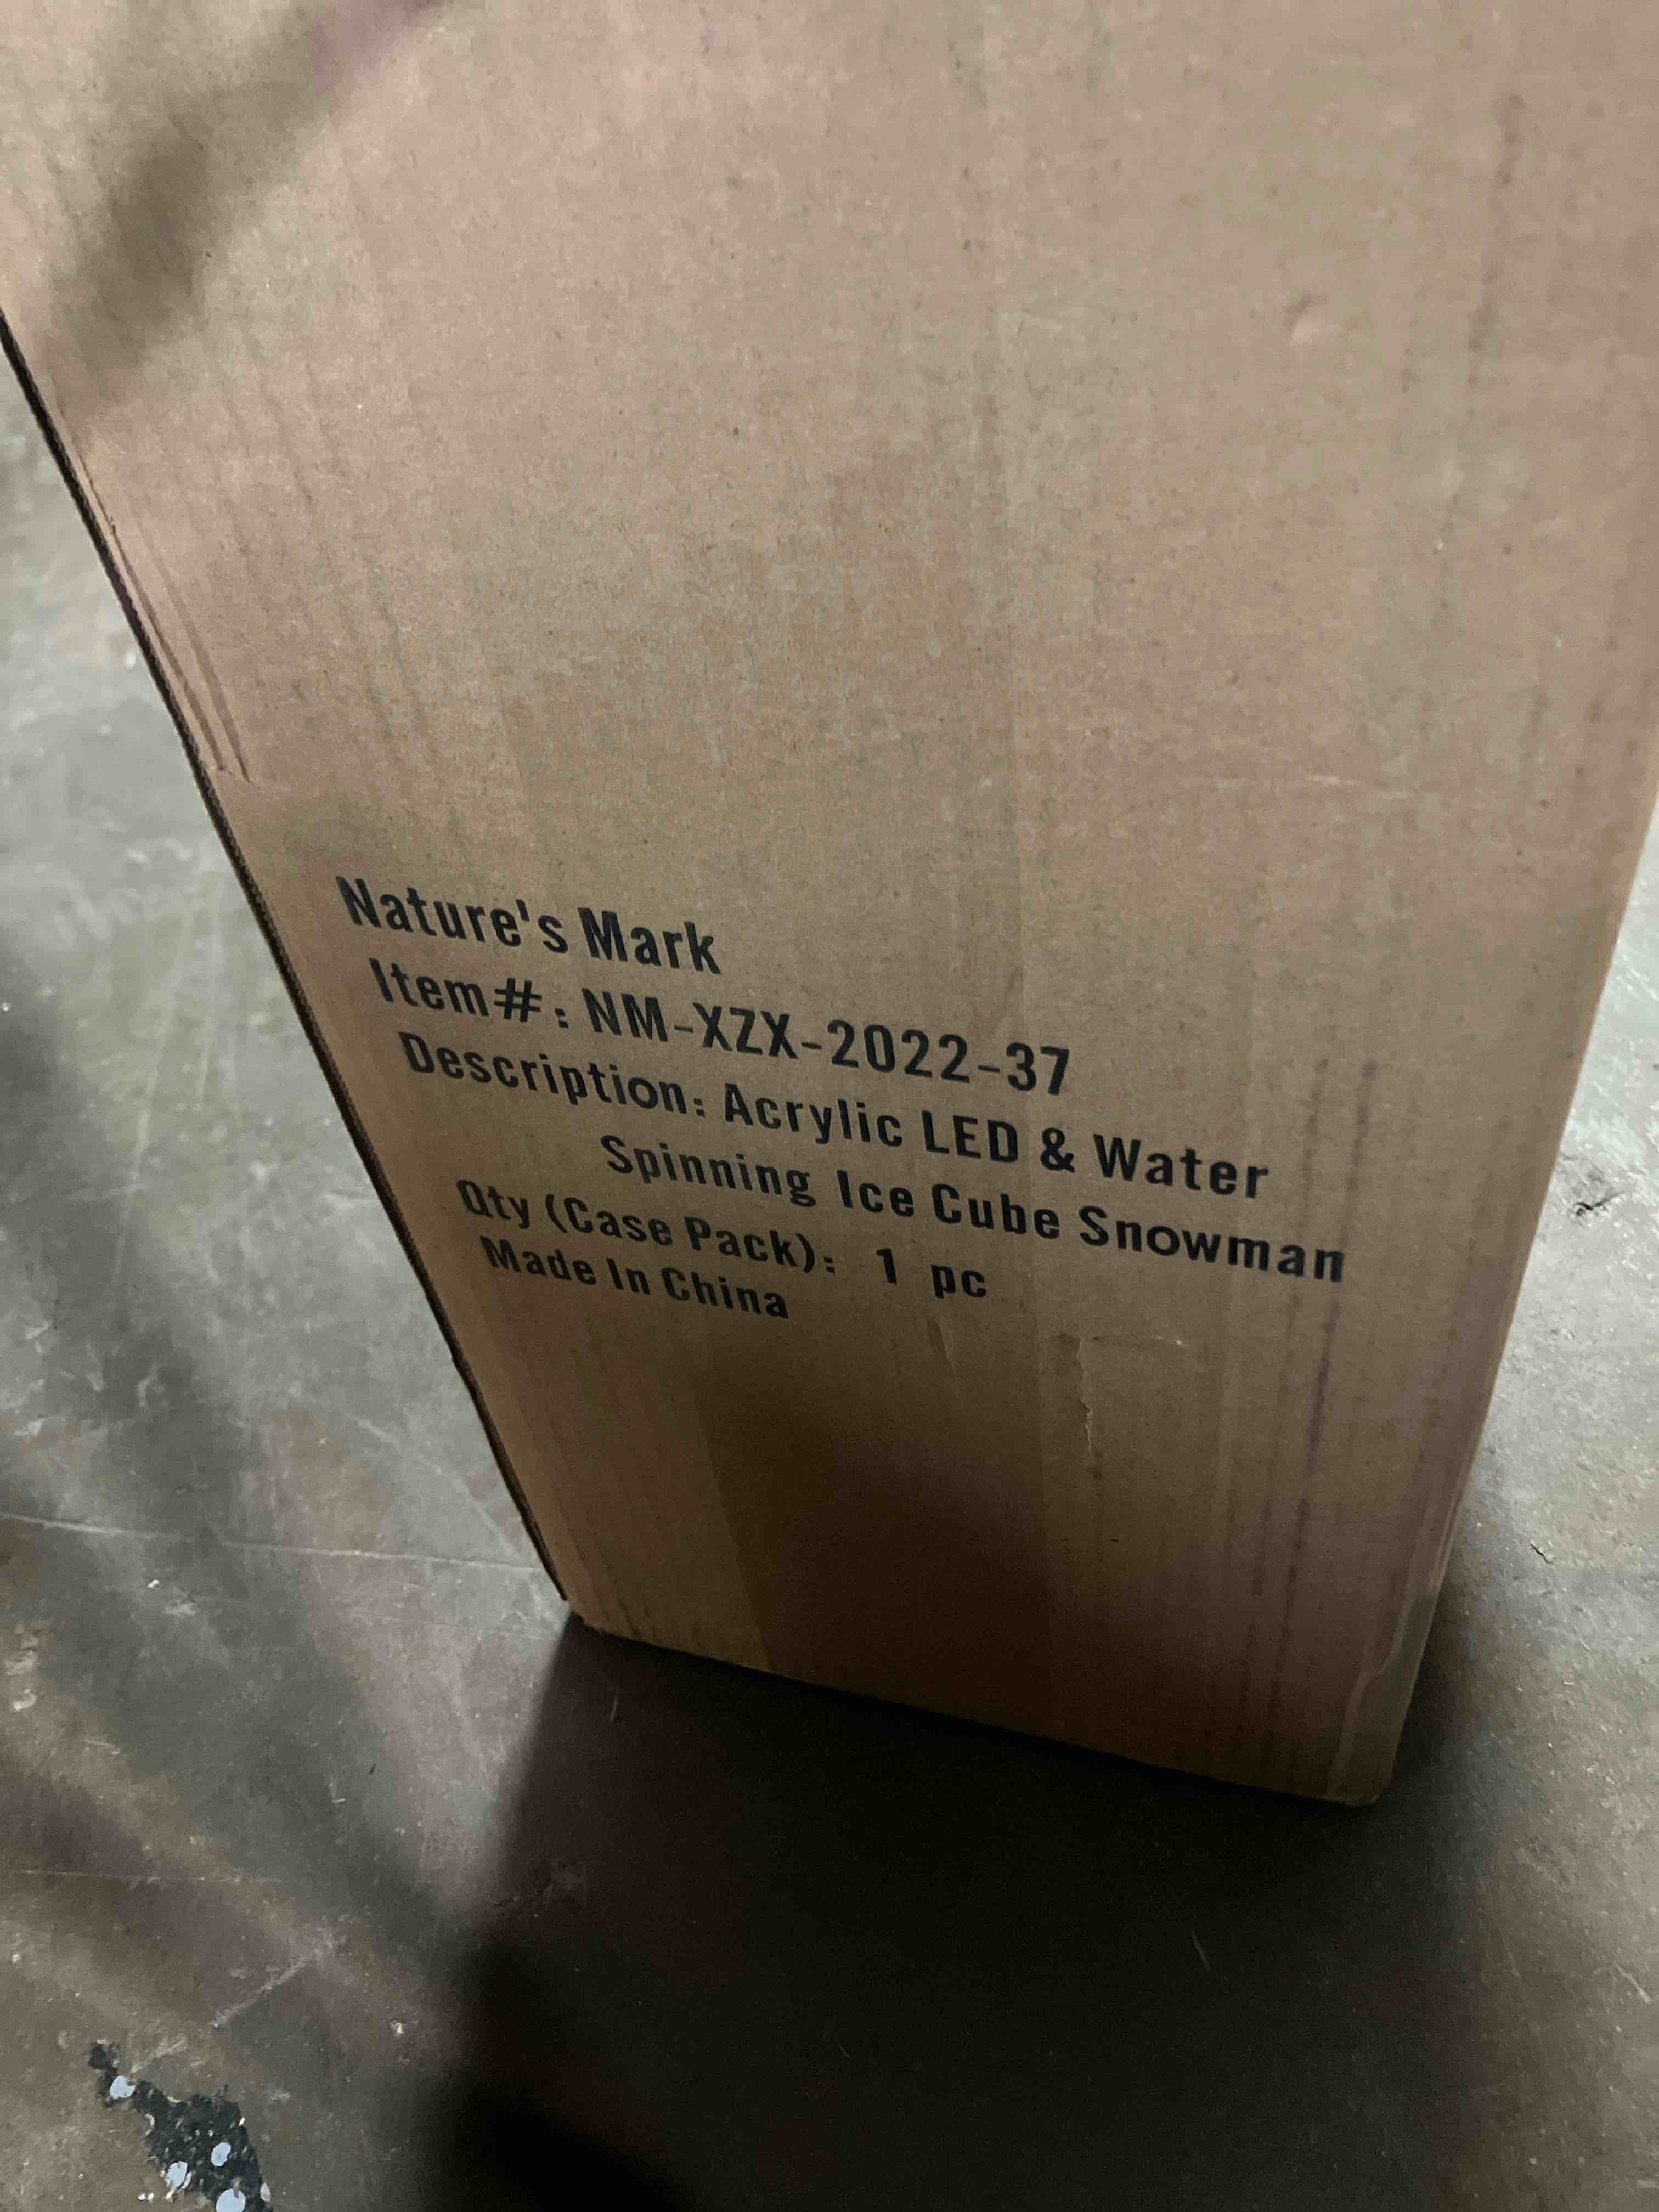 Nature's Mark
Item#: NM-XZX-2022-37
Description: Acrylic LED & Water
Spinning Ice Cube Snowman
Qty (Case Pack): 1 pc
Made In China